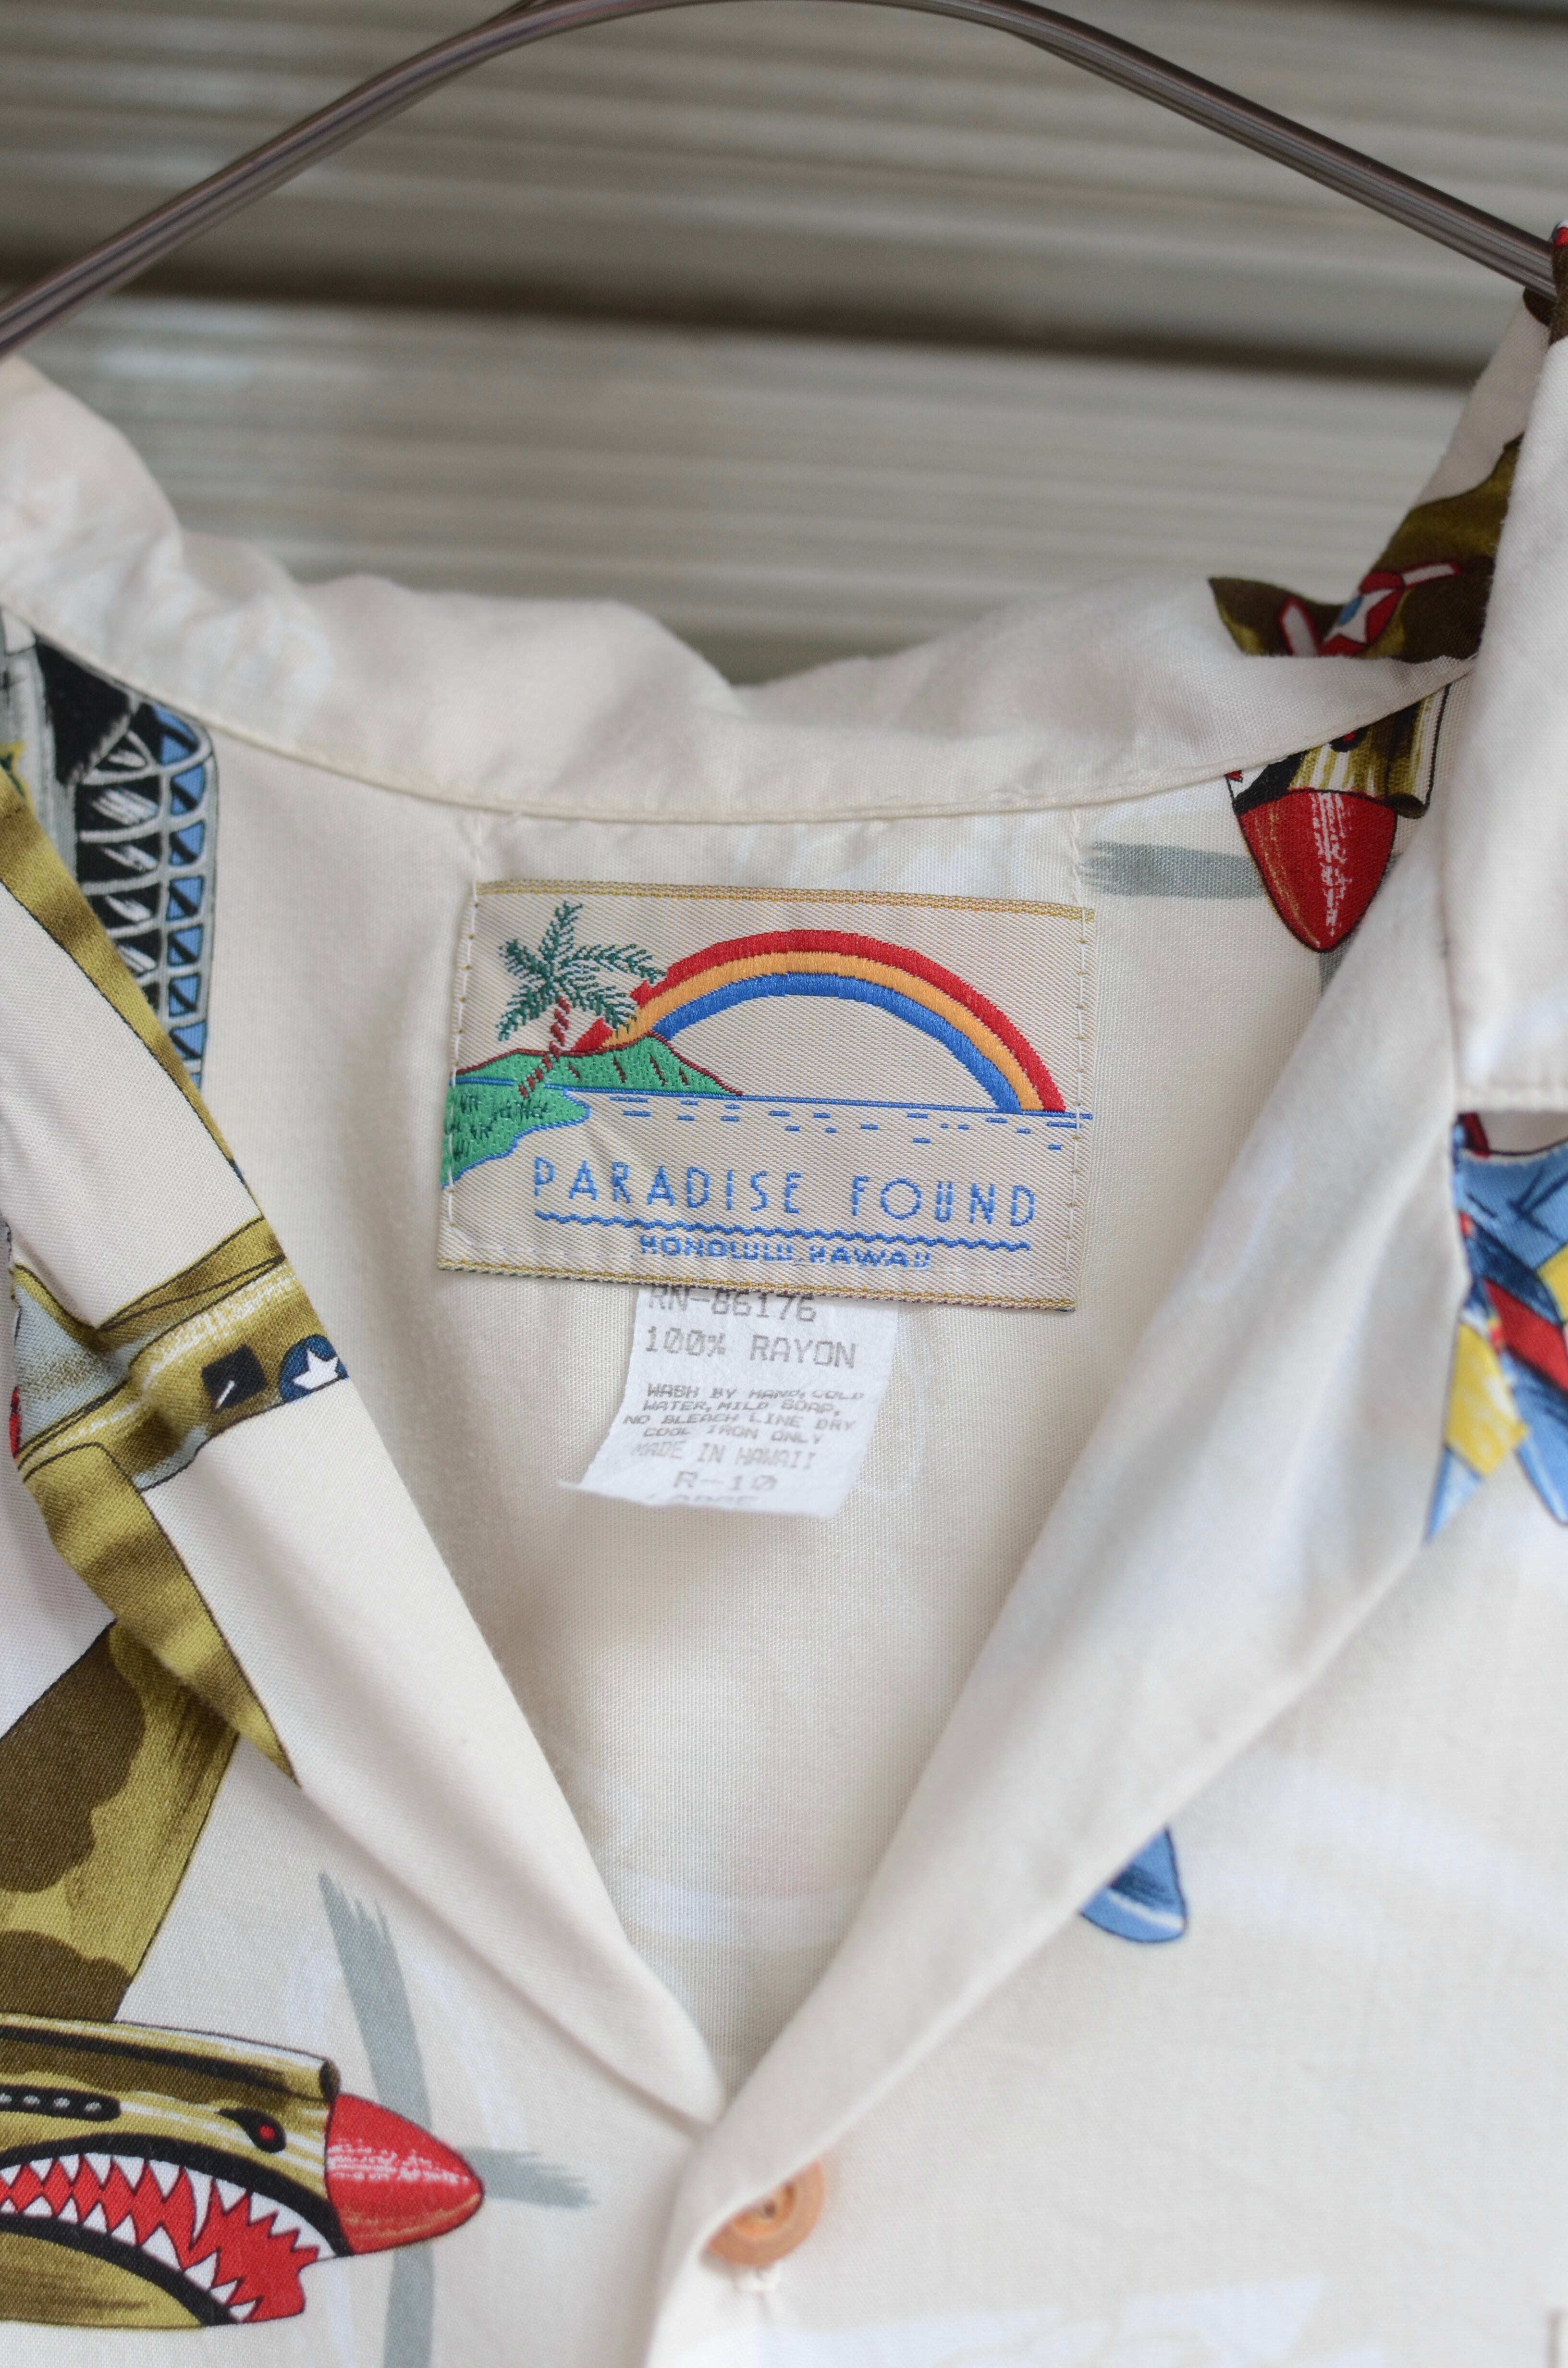 PARADISE FOUND
HONOLULU, HAWAII
RN-86176
100% RAYON
WASH BY HAND, COLD
WATER, MILD SOAP,
NO BLEACH LINE DRY
COOL IRON ONLY
MADE IN HAWAII
R-10
LARGE